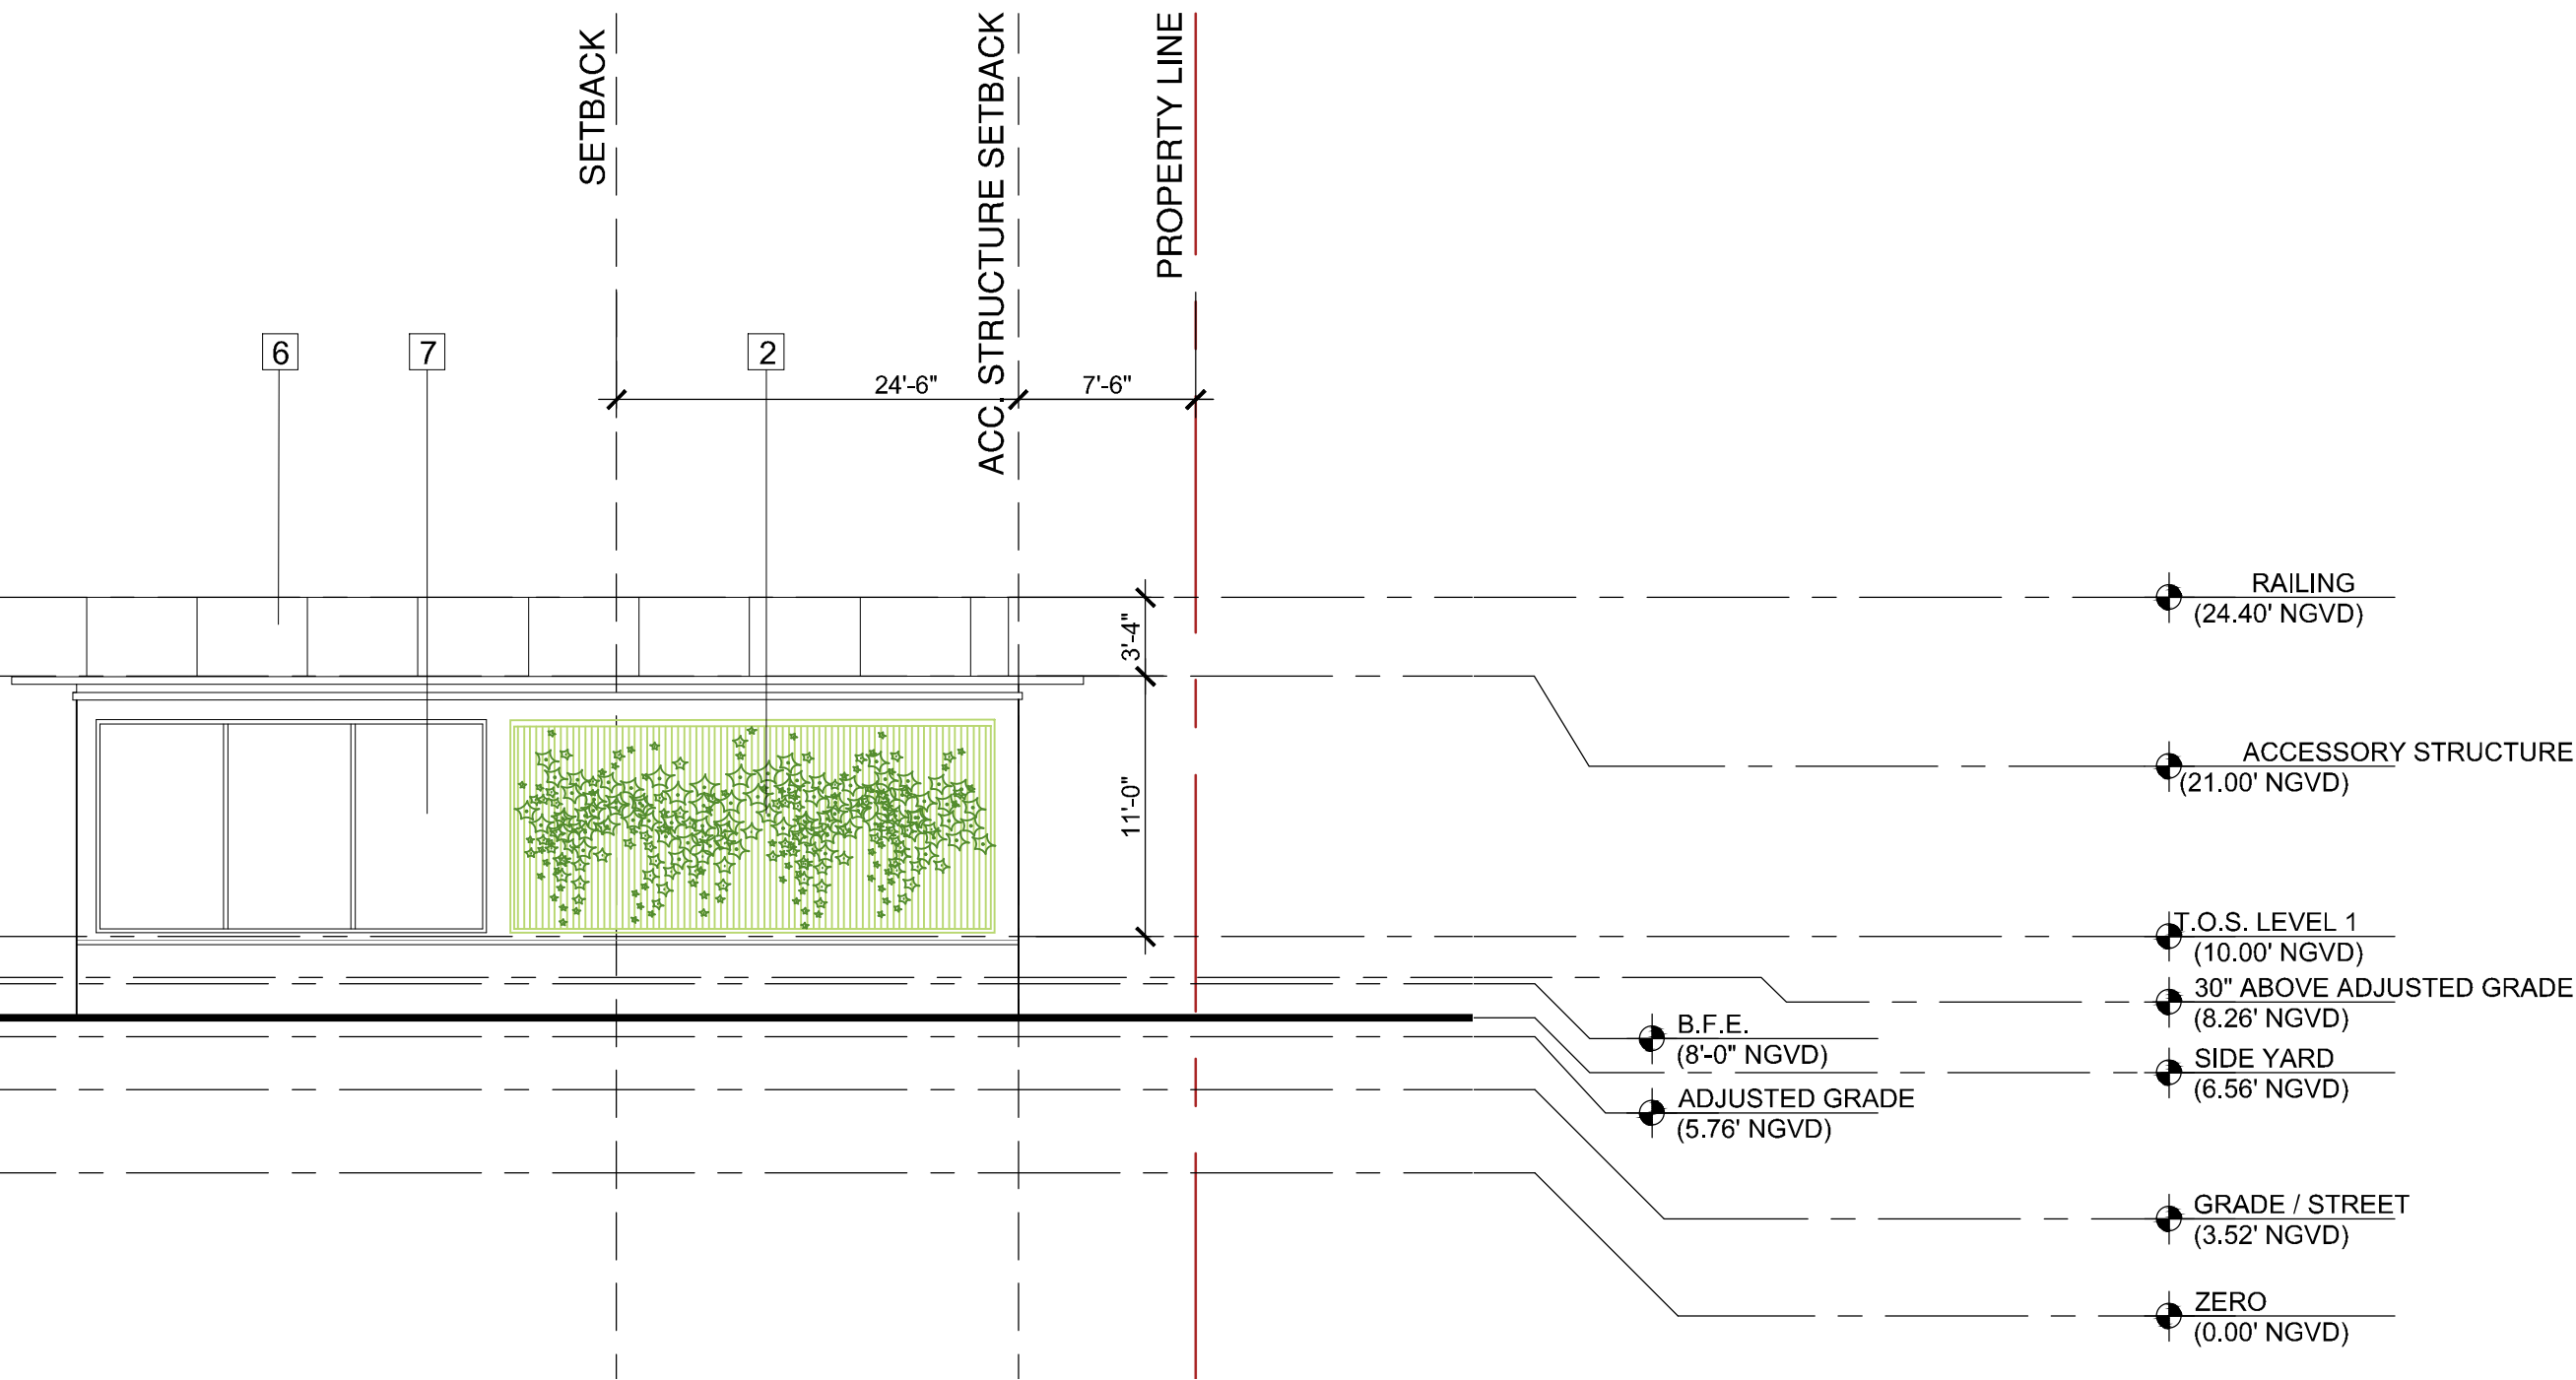 SETBACK
ACC. STRUCTURE SETBACK
PROPERTY LINE
6
7
2
24'-6"
7'-6"
3'-4"
11'-0"
RAILING
(24.40' NGVD)
ACCESSORY STRUCTURE
(21.00' NGVD)
T.O.S. LEVEL 1
(10.00' NGVD)
30" ABOVE ADJUSTED GRADE
(8.26' NGVD)
B.F.E.
(8'-0" NGVD)
SIDE YARD
(6.56' NGVD)
ADJUSTED GRADE
(5.76' NGVD)
GRADE / STREET
(3.52' NGVD)
ZERO
(0.00' NGVD)